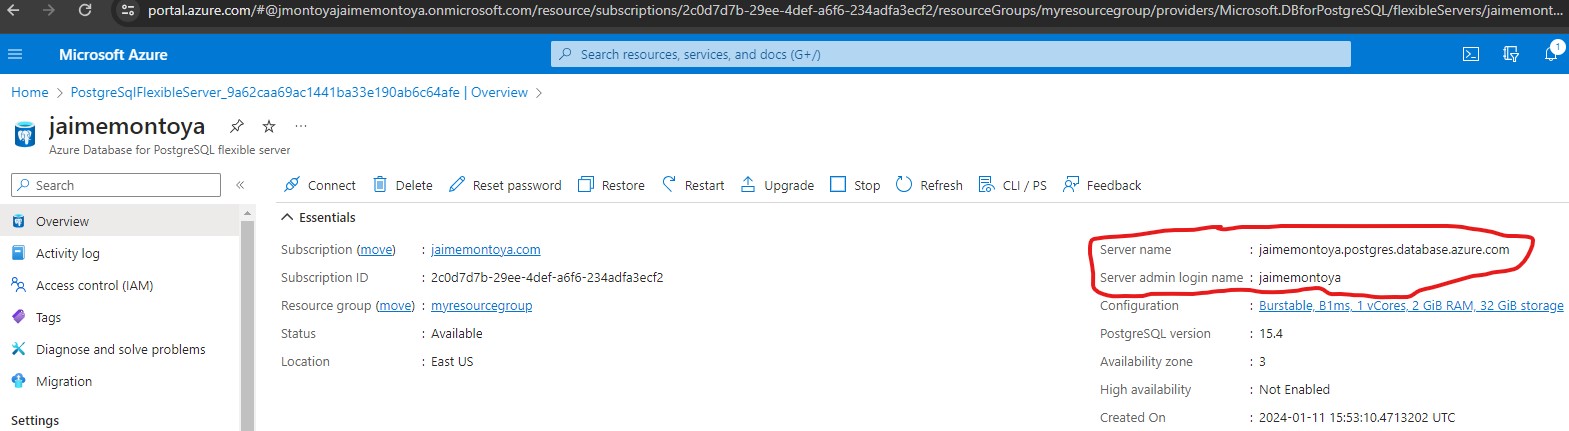 portal.azure.com/#@jmontoyajaimemontoya.onmicrosoft.com/resource/subscriptions/2c0d7d7b-29ee-4def-a6f6-234adfa3ecf2/resourceGroups/myresourcegroup/providers/Microsoft.DBforPostgreSQL/flexibleServers/jaimemont...
Microsoft Azure
Search resources, services, and docs (G+/)
1
Home > PostgreSqlFlexibleServer_9a62caa69ac1441ba33e190ab6c64afe | Overview >
jaimemontoya ...
Azure Database for PostgreSQL flexible server
Search «
Overview
Activity log
Access control (IAM)
Tags
Diagnose and solve problems
Migration
Settings
Connect Delete Reset password Restore Restart Upgrade Stop Refresh CLI / PS Feedback
Essentials
Subscription (move) : jaimemontoya.com
Subscription ID : 2c0d7d7b-29ee-4def-a6f6-234adfa3ecf2
Resource group (move) : myresourcegroup
Status : Available
Location : East US
Server name : jaimemontoya.postgres.database.azure.com
Server admin login name : jaimemontoya
Configuration : Burstable, B1ms, 1 vCores, 2 GiB RAM, 32 GiB storage
PostgreSQL version : 15.4
Availability zone : 3
High availability : Not Enabled
Created On : 2024-01-11 15:53:10.4713202 UTC